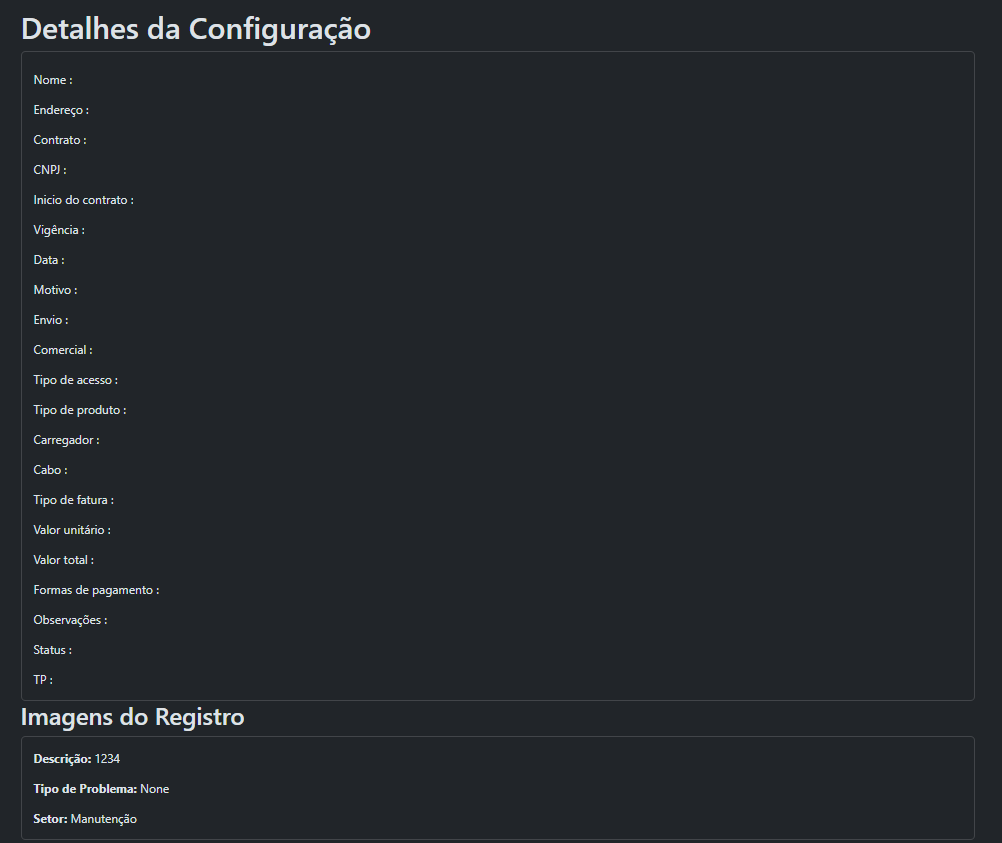 Detalhes da Configuração
Nome :
Endereço :
Contrato :
CNPJ :
Inicio do contrato :
Vigência :
Data :
Motivo :
Envio :
Comercial :
Tipo de acesso :
Tipo de produto :
Carregador :
Cabo :
Tipo de fatura :
Valor unitário :
Valor total :
Formas de pagamento :
Observações :
Status :
TP :
Imagens do Registro
Descrição: 1234
Tipo de Problema: None
Setor: Manutenção